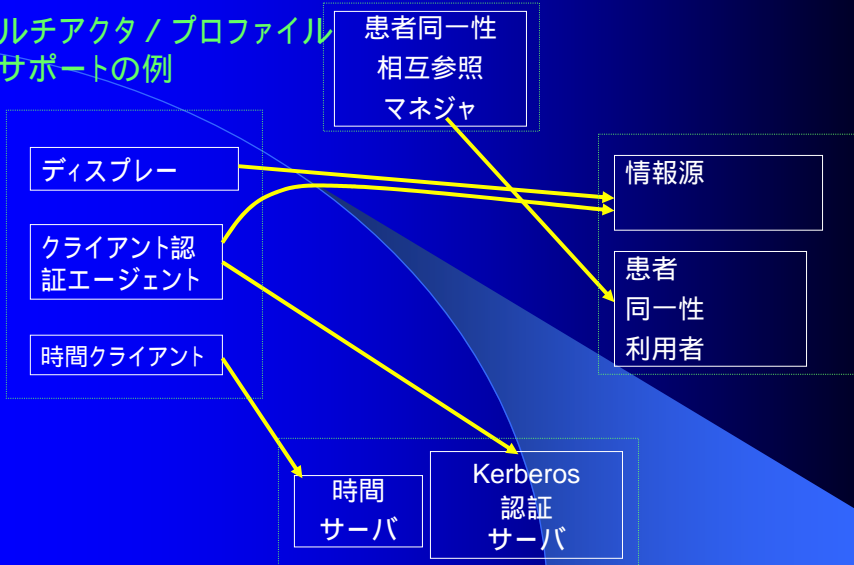 ルチアクタ / プロファイル
サポートの例
患者同一性
相互参照
マネジャ
ディスプレー
クライアント認
証エージェント
時間クライアント
情報源
患者
同一性
利用者
時間
サーバ
Kerberos
認証
サーバ